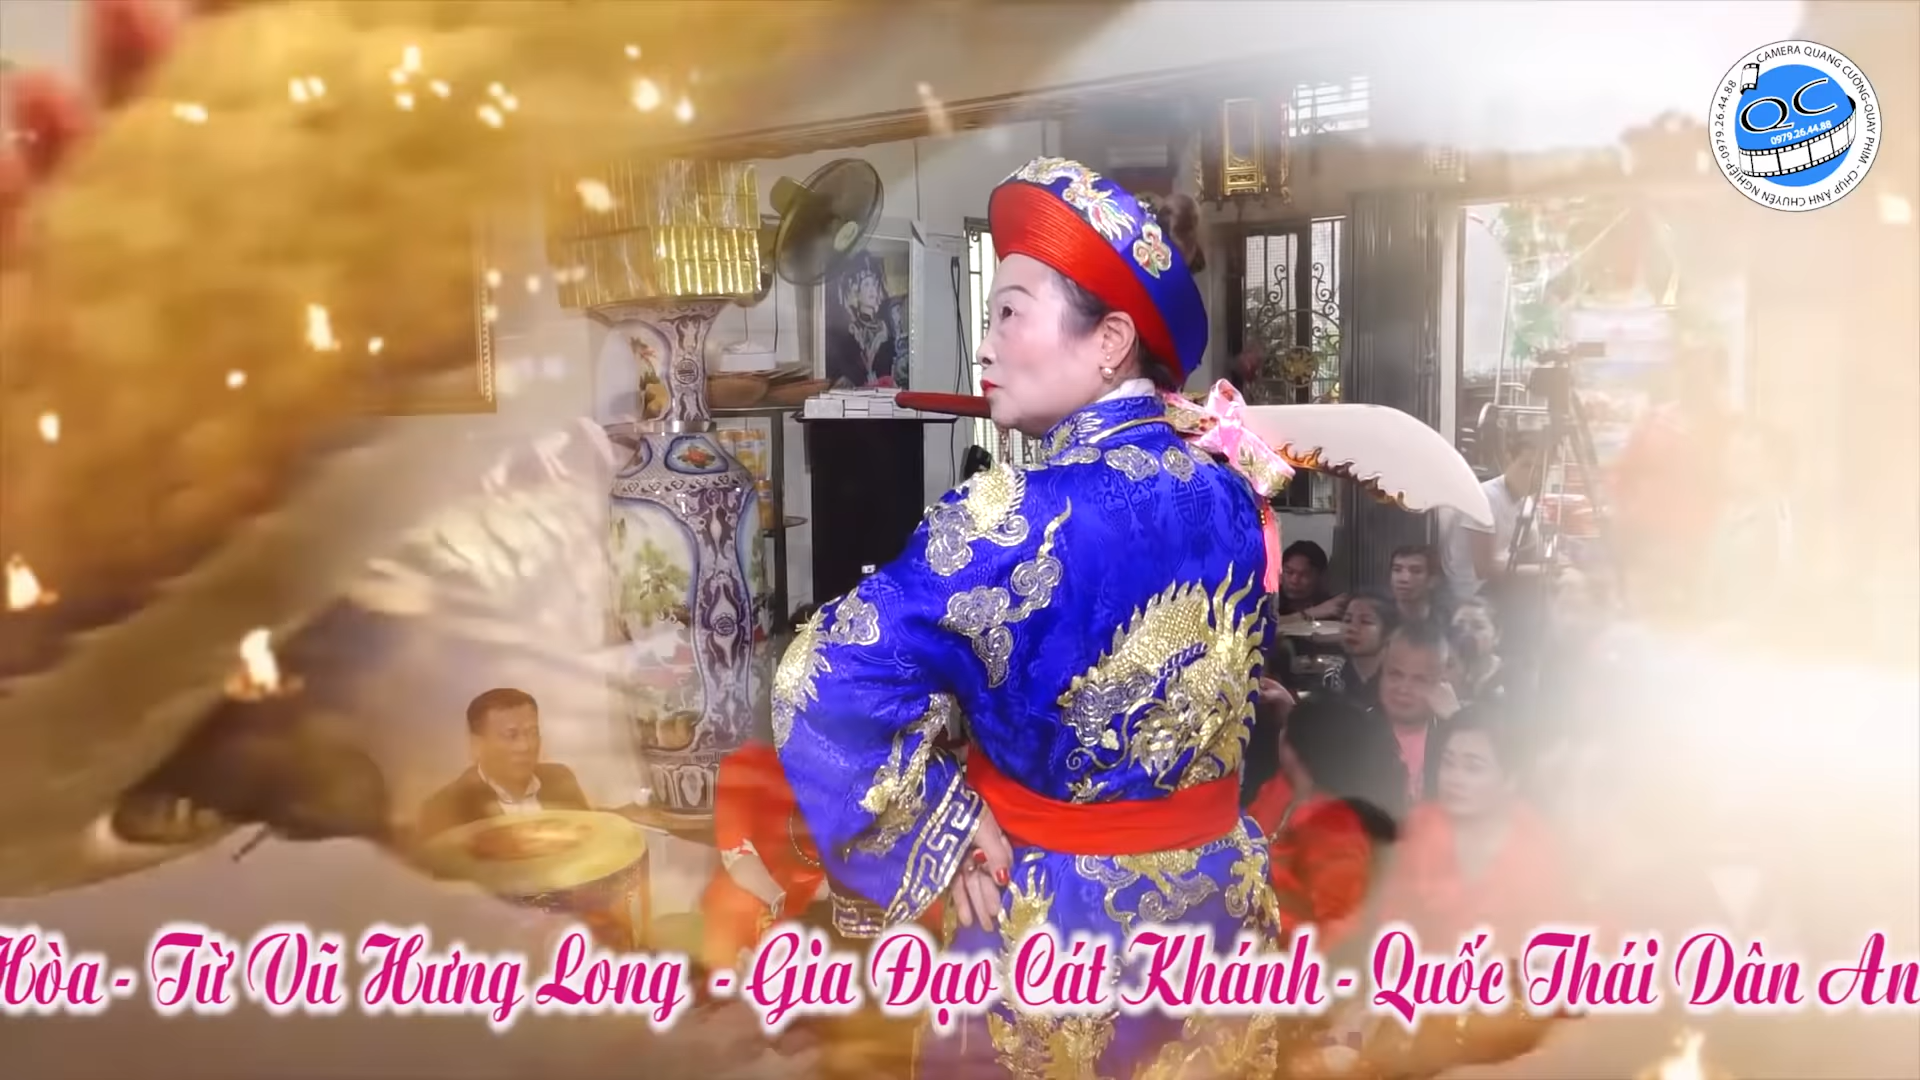 CAMERA QUANG CƯỜNG-QUAY PHIM - CHỤP ẢNH CHUYÊN NGHIỆP-0979.26.44.88
QC
0979.26.44.88
Hòa - Từ Vũ Hưng Long - Gia Đạo Cát Khánh - Quốc Thái Dân An